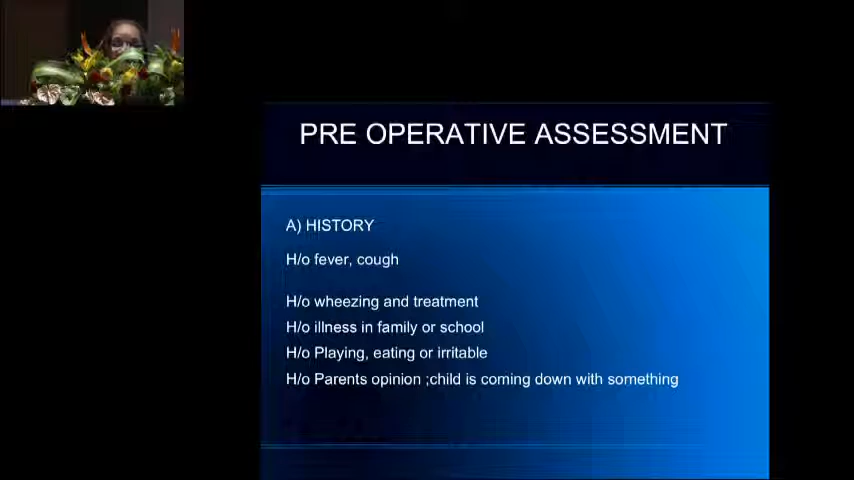 PRE OPERATIVE ASSESSMENT
A) HISTORY
H/o fever, cough
H/o wheezing and treatment
H/o illness in family or school
H/o Playing, eating or irritable
H/o Parents opinion ;child is coming down with something